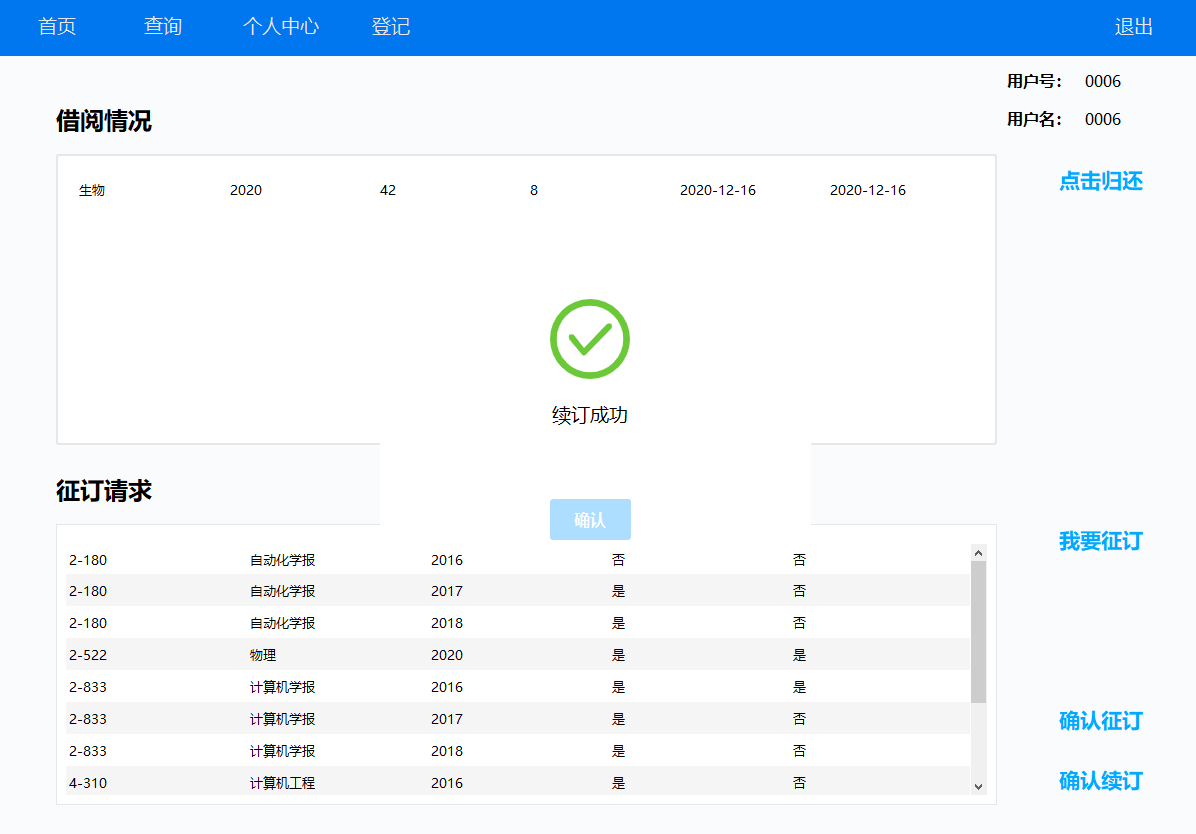 首页 查询 个人中心 登记 退出
用户号： 0006
借阅情况
用户名： 0006
生物 2020 42 8 2020-12-16 2020-12-16
点击归还
续订成功
征订请求
确认
我要征订
2-180 自动化学报 2016 否 否
2-180 自动化学报 2017 是 否
2-180 自动化学报 2018 是 否
2-522 物理 2020 是 是
2-833 计算机学报 2016 是 是
2-833 计算机学报 2017 是 否
2-833 计算机学报 2018 是 否
4-310 计算机工程 2016 是 否
确认征订
确认续订